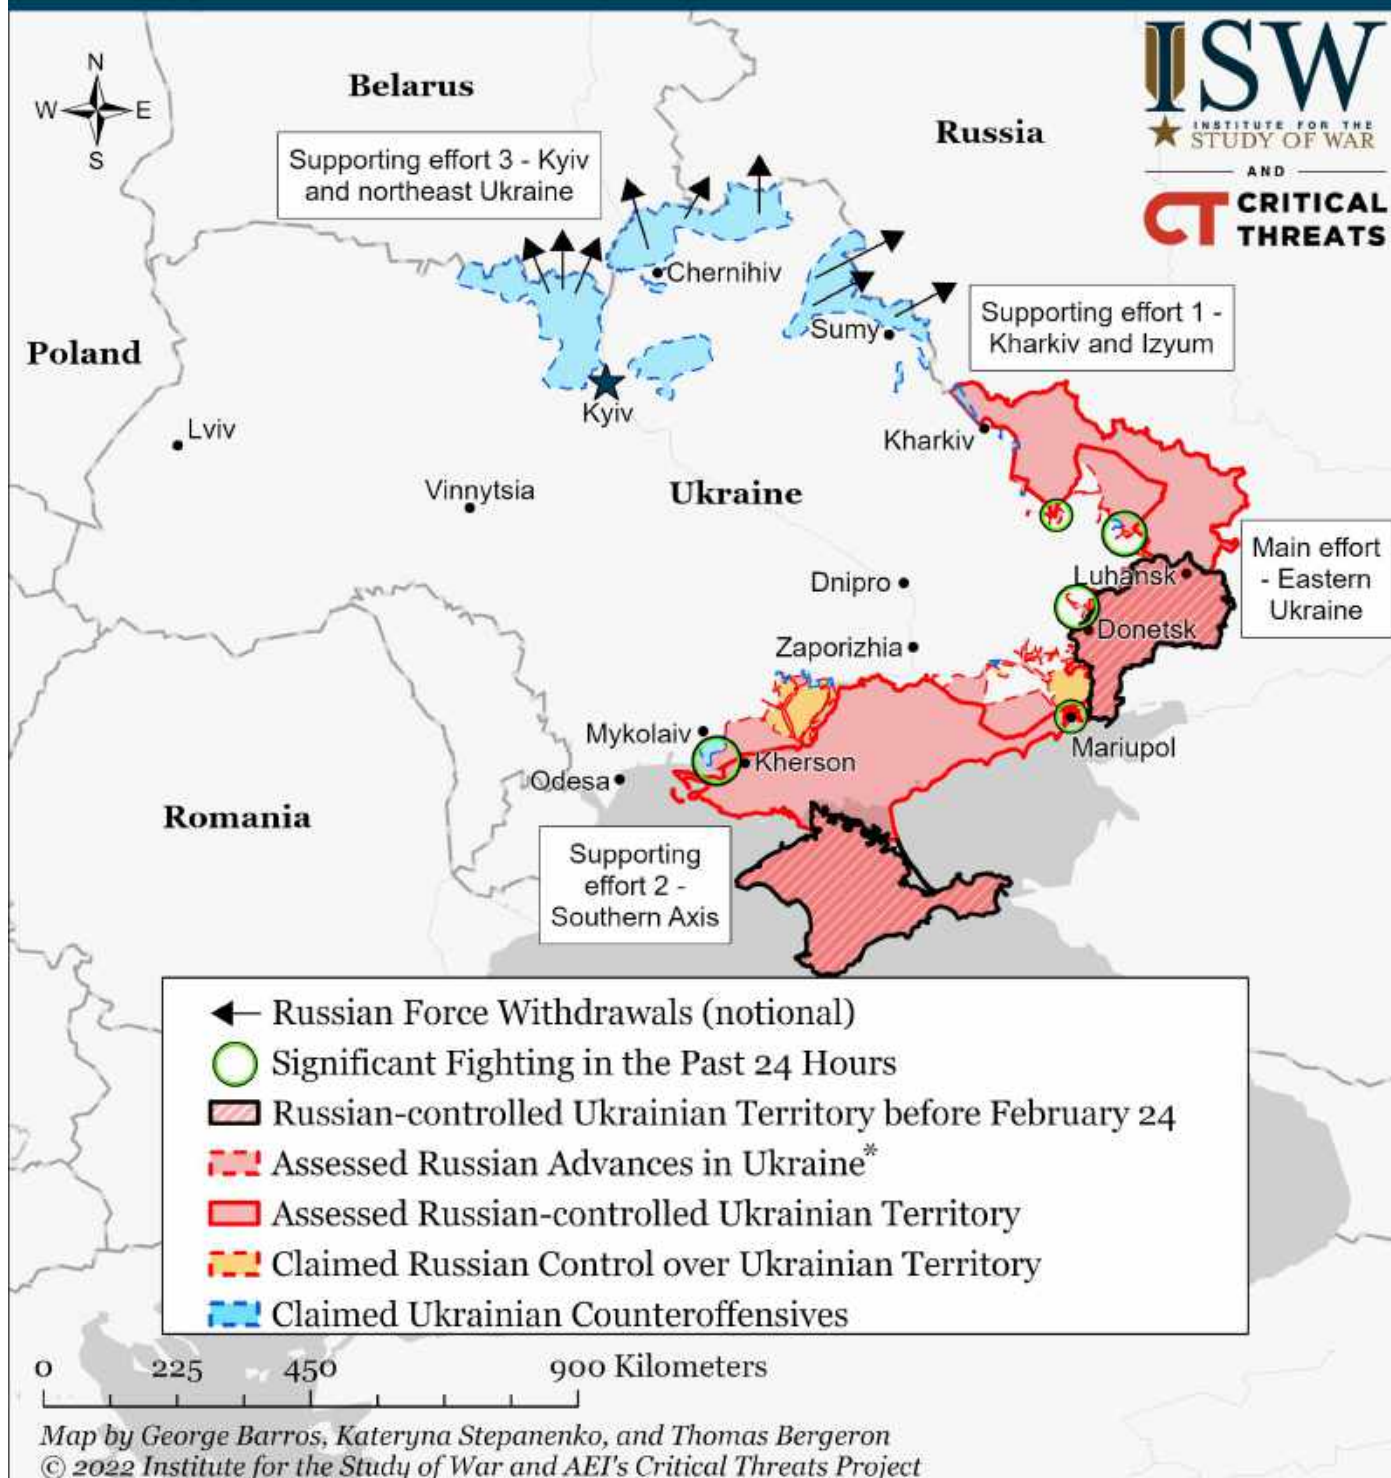 N
W
E
S
Belarus
Russia
ISW
INSTITUTE FOR THE
STUDY OF WAR
AND
CT CRITICAL
THREATS
Supporting effort 3 - Kyiv
and northeast Ukraine
Chernihiv
Sumy
Supporting effort 1 -
Kharkiv and Izyum
Poland
Kyiv
Lviv
Kharkiv
Vinnytsia
Ukraine
Main effort
- Eastern
Ukraine
Luhansk
Dnipro
Donetsk
Zaporizhia
Mykolaiv
Mariupol
Kherson
Odesa
Romania
Supporting
effort 2 -
Southern Axis
Russian Force Withdrawals (notional)
Significant Fighting in the Past 24 Hours
Russian-controlled Ukrainian Territory before February 24
Assessed Russian Advances in Ukraine*
Assessed Russian-controlled Ukrainian Territory
Claimed Russian Control over Ukrainian Territory
Claimed Ukrainian Counteroffensives
0 225 450 900 Kilometers
Map by George Barros, Kateryna Stepanenko, and Thomas Bergeron
© 2022 Institute for the Study of War and AEI's Critical Threats Project